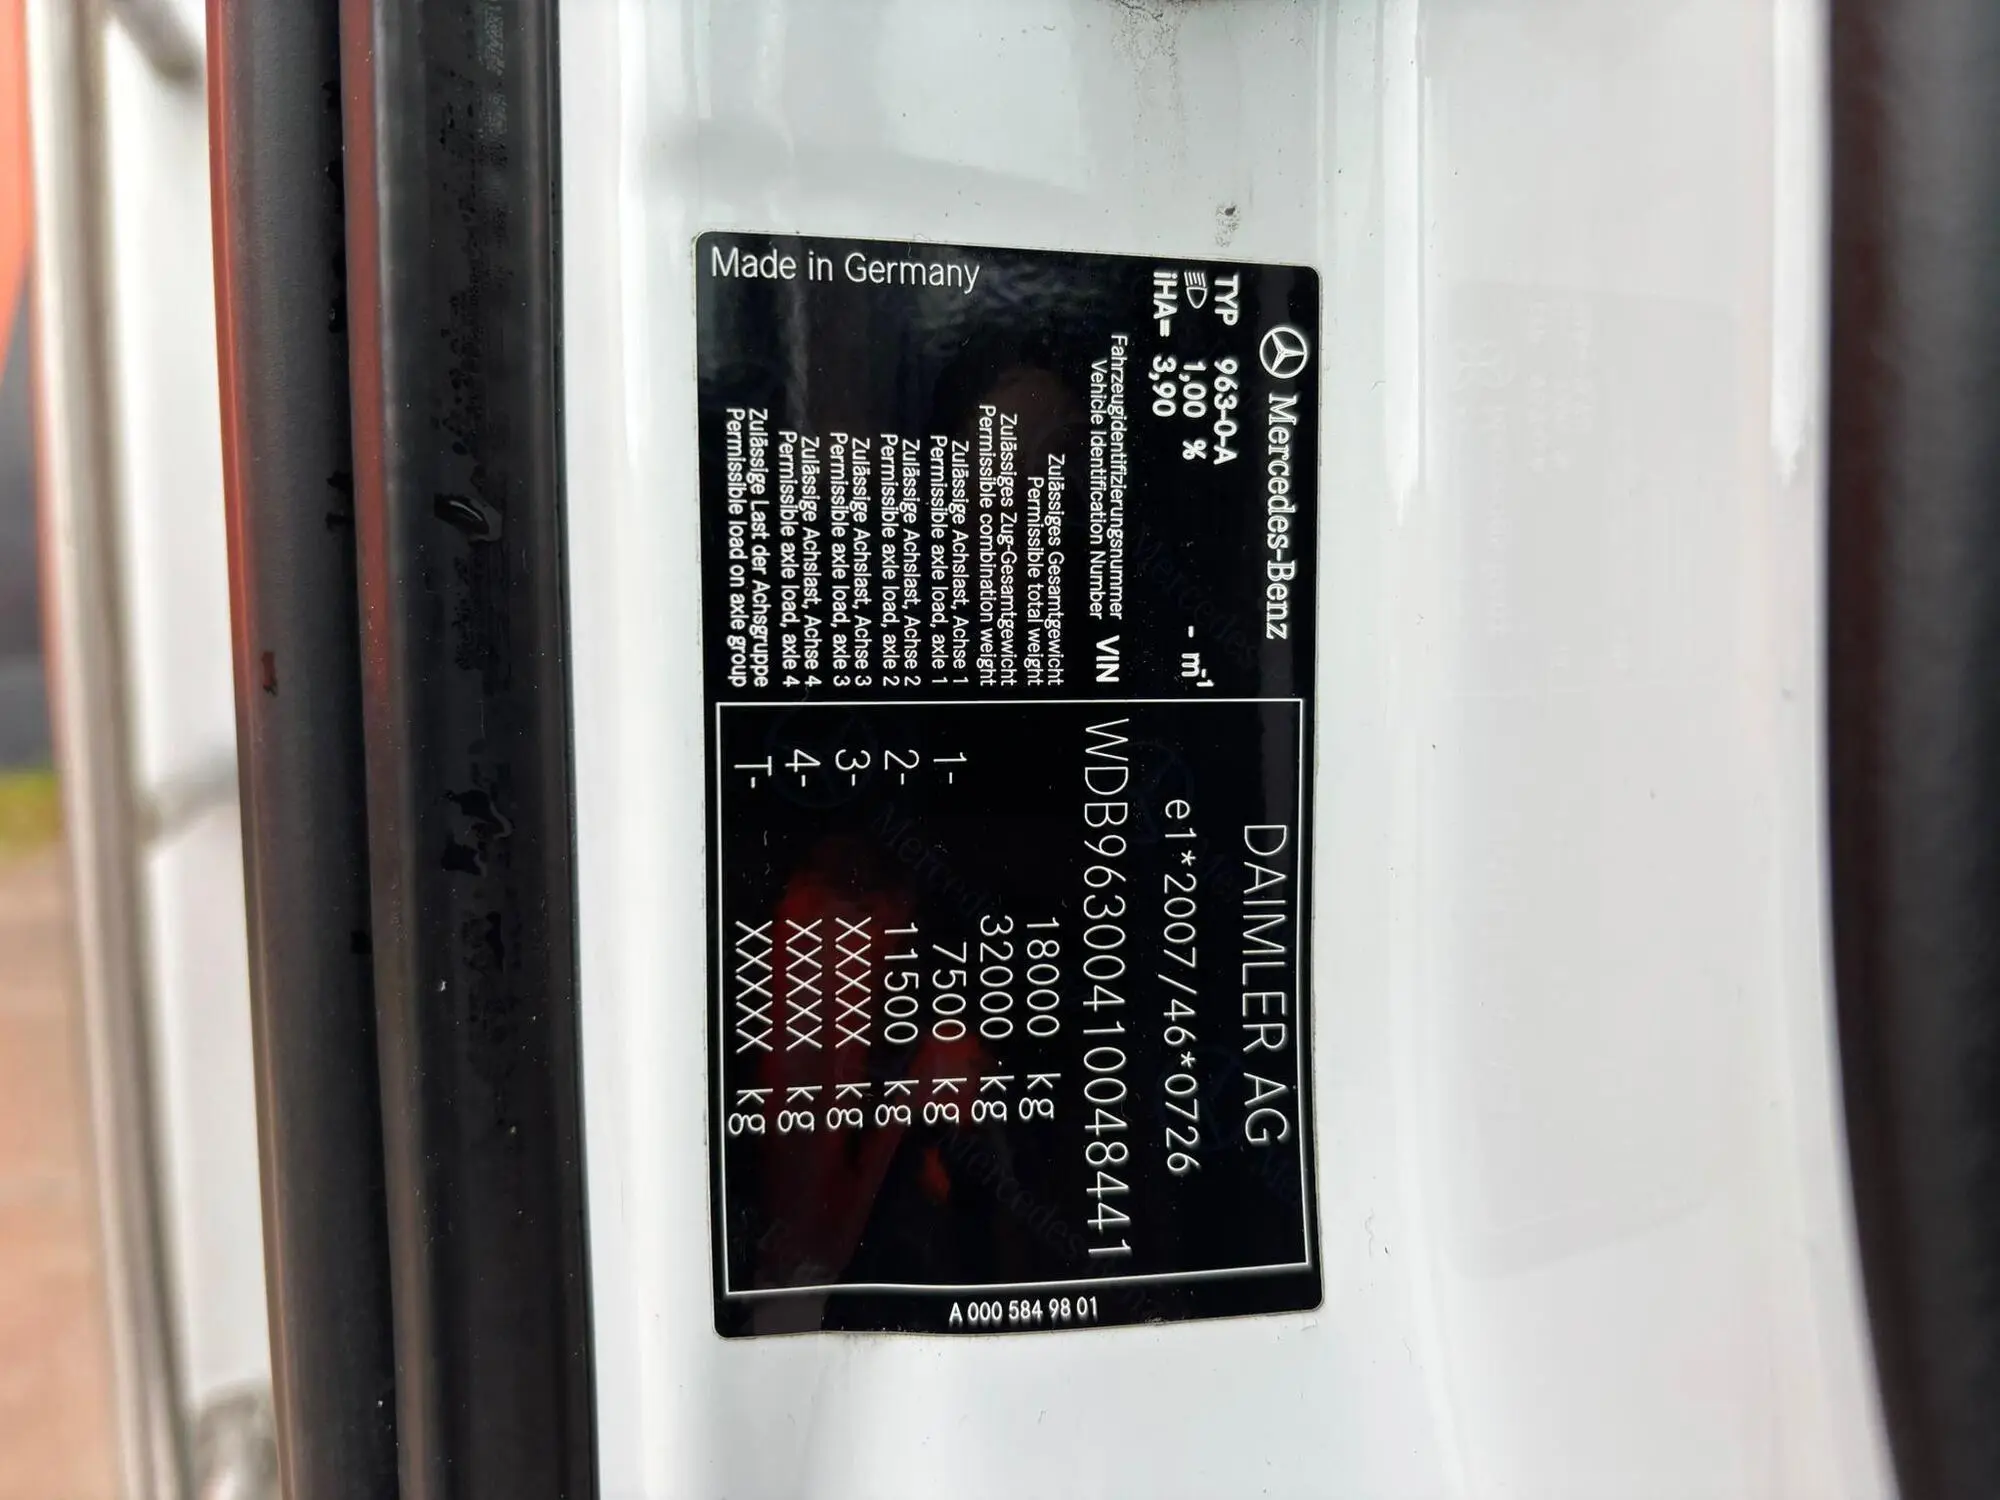 Mercedes-Benz
TYP 963-0-A
1,00 % - m⁻¹
iHA= 3,90
DAIMLER AG
e1*2007/46*0726
Fahrzeugidentifizierungsnummer
Vehicle Identification Number VIN WDB9630041004841
Zulässiges Gesamtgewicht
Permissible total weight 18000 kg
Zulässiges Zug-Gesamtgewicht
Permissible combination weight 32000 kg
Zulässige Achslast, Achse 1
Permissible axle load, axle 1 1- 7500 kg
Zulässige Achslast, Achse 2
Permissible axle load, axle 2 2- 11500 kg
Zulässige Achslast, Achse 3
Permissible axle load, axle 3 3- XXXXX kg
Zulässige Achslast, Achse 4
Permissible axle load, axle 4 4- XXXXX kg
Zulässige Last der Achsgruppe
Permissible load on axle group T- - XXXXX kg
Made in Germany
A 000 584 98 01